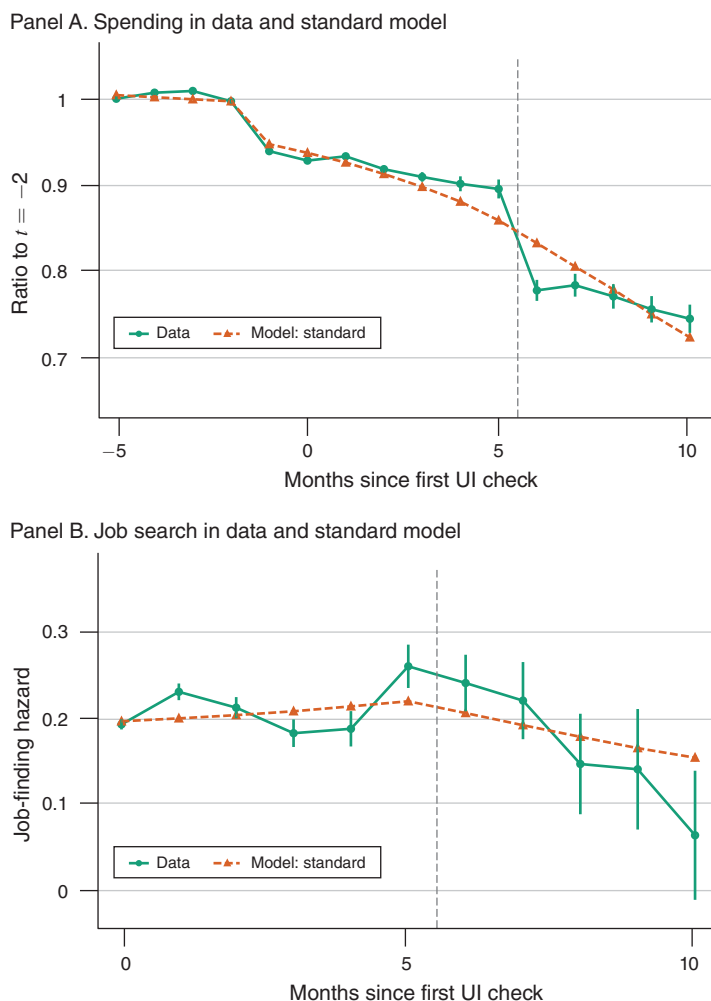 Panel A. Spending in data and standard model
Ratio to t = −2
1
0.9
0.8
0.7
Data
Model: standard
−5
0
5
10
Months since first UI check
Panel B. Job search in data and standard model
Job-finding hazard
0.3
0.2
0.1
0
Data
Model: standard
0
5
10
Months since first UI check